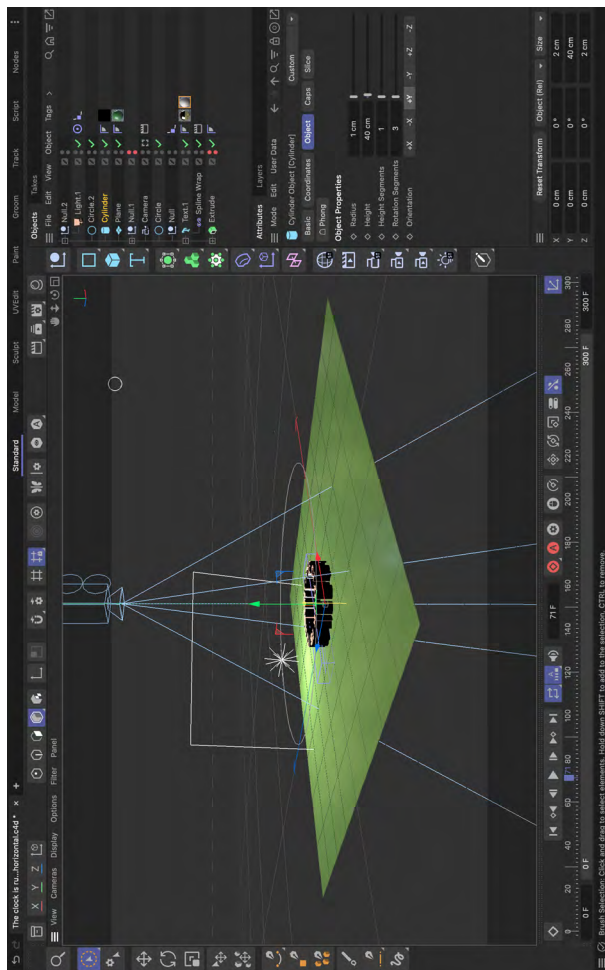 The clock is ru...horizontal.c4d *
×
+
Standard
Model
Sculpt
UVEdit
Paint
Groom
Track
Script
Nodes
X Y Z
View Cameras Display Options Filter Panel
Objects Takes
File Edit View Object Tags >
Null.2
Light.1
Circle.2
Cylinder
Plane
Null.1
Camera
Circle
Null
Text.1
Spline Wrap
Extrude
Attributes Layers
Mode Edit User Data
Cylinder Object [Cylinder]
Custom
Basic Coordinates Object Caps Slice
Phong
Object Properties
Radius 1 cm
Height 40 cm
Height Segments 1
Rotation Segments 3
Orientation +X -X +Y -Y +Z -Z
71 F
0 20 40 60 71 80 100 120 140 160 180 200 220 240 260 280 300
0 F 0 F 300 F 300 F
Reset Transform Object (Rel) Size
X 0 cm 0 ° 2 cm
Y 0 cm 0 ° 40 cm
Z 0 cm 0 ° 2 cm
Brush Selection: Click and drag to select elements. Hold down SHIFT to add to the selection, CTRL to remove.